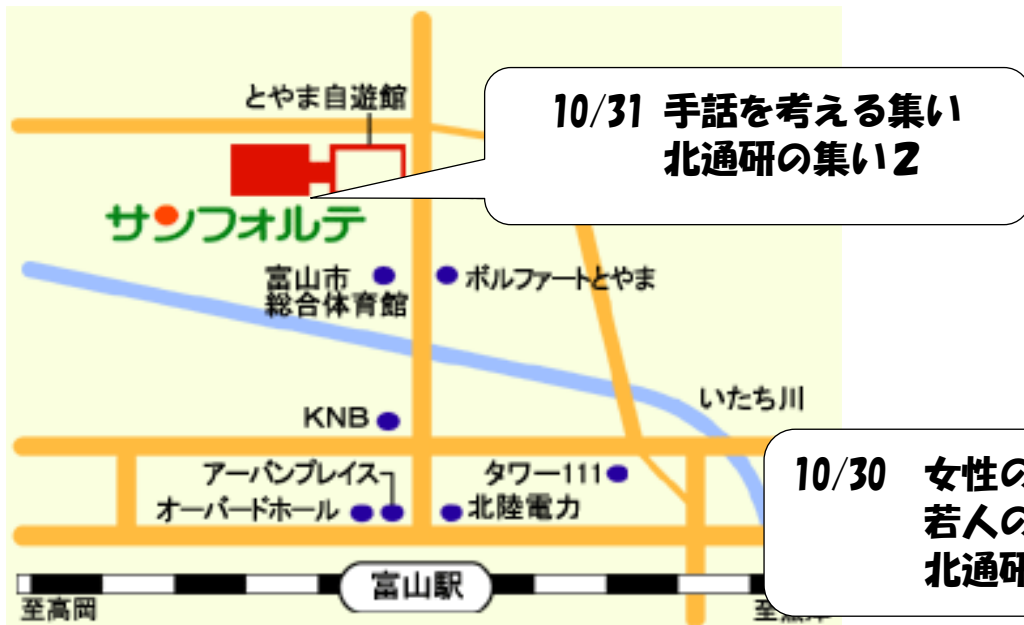 とやま自遊館
10/31 手話を考える集い
北通研の集い2
サンフォルテ
富山市
総合体育館
ボルファートとやま
いたち川
KNB
アーバンプレイス
タワー111
オーバードホール
北陸電力
10/30 女性の
若人の
北通研
富山駅
至高岡
至